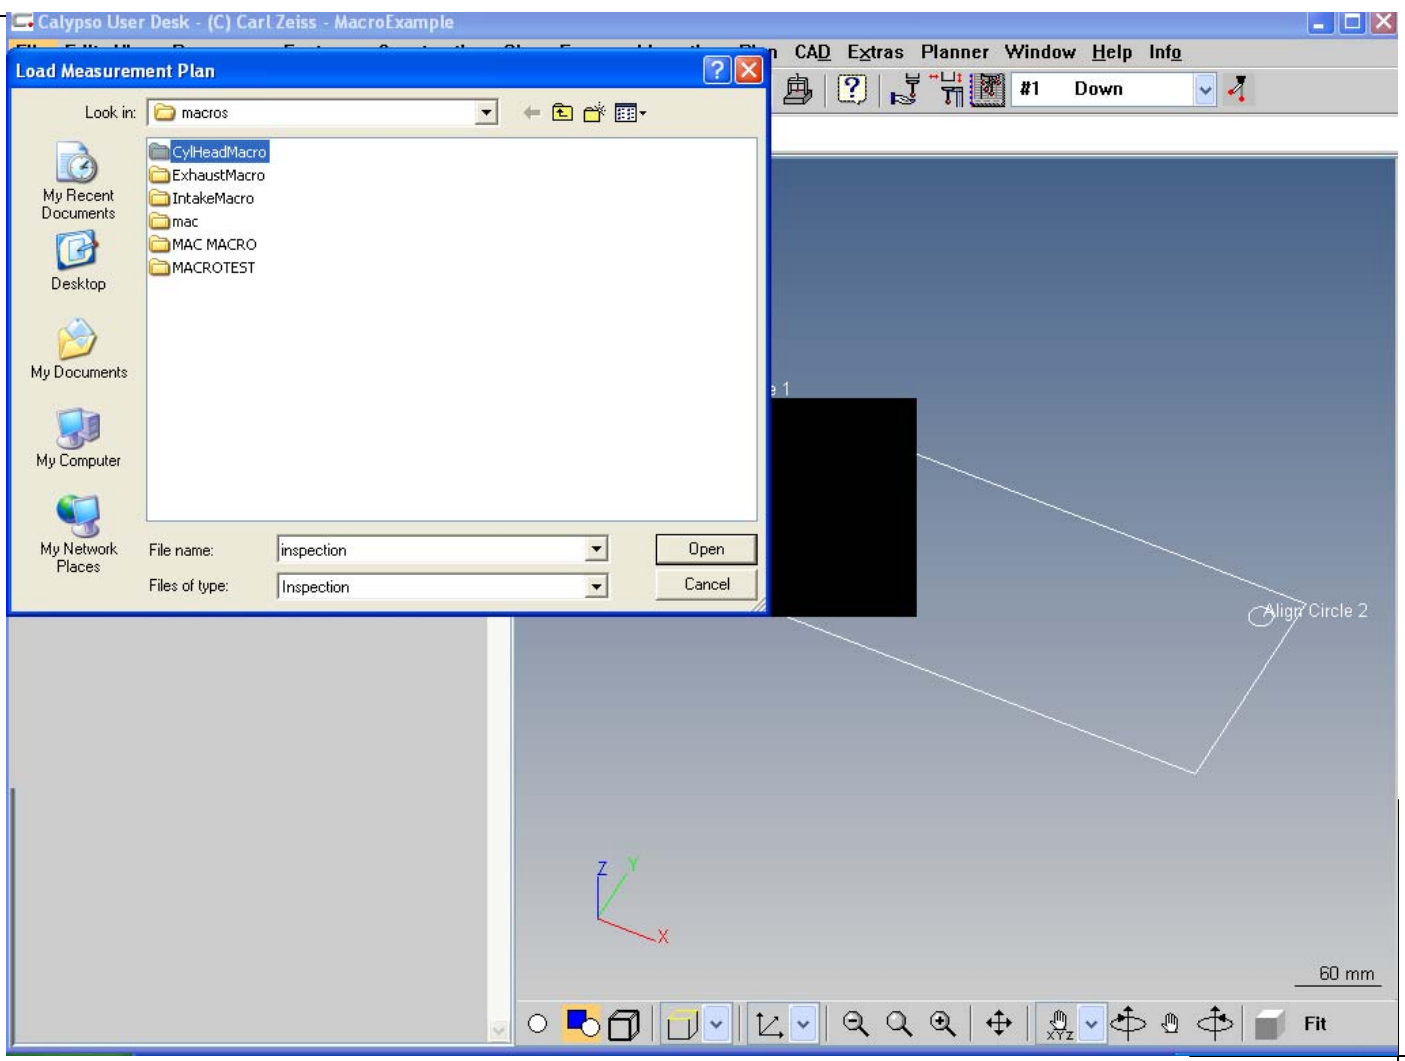 Calypso User Desk - (C) Carl Zeiss - MacroExample
CAD Extras Planner Window Help Info
Load Measurement Plan
#1 Down
Look in: macros
CylHeadMacro
ExhaustMacro
IntakeMacro
mac
MAC MACRO
MACROTEST
My Recent
Documents
Desktop
My Documents
My Computer
My Network
Places
File name: inspection Open
Files of type: Inspection Cancel
e 1
Align Circle 2
Z Y
X
60 mm
XYZ
Fit